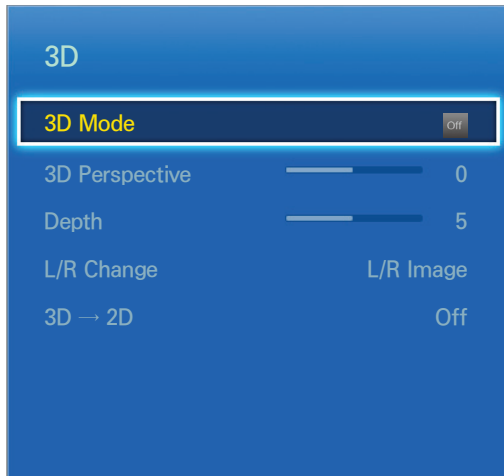 3D
3D Mode Off
3D Perspective 0
Depth 5
L/R Change L/R Image
3D → 2D Off